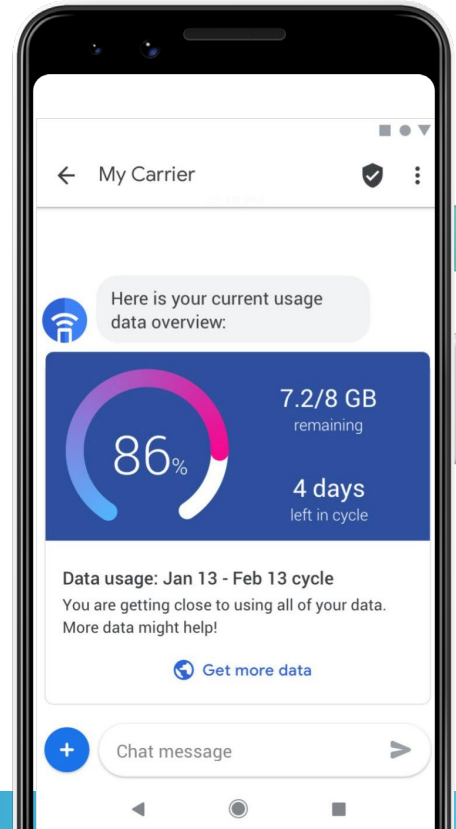 My Carrier
Here is your current usage
data overview:
86%
7.2/8 GB
remaining
4 days
left in cycle
Data usage: Jan 13 - Feb 13 cycle
You are getting close to using all of your data.
More data might help!
Get more data
Chat message